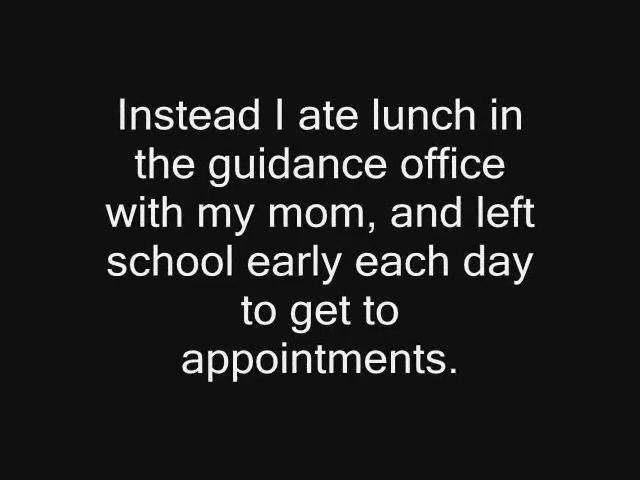 Instead I ate lunch in
the guidance office
with my mom, and left
school early each day
to get to
appointments.